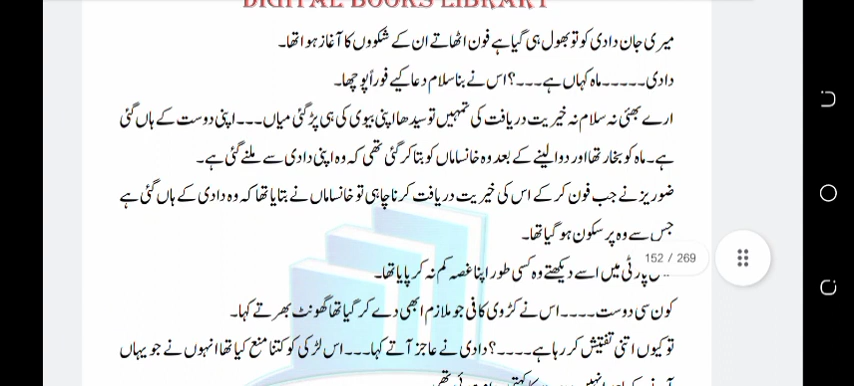 DIGITAL BOOKS LIBRARY
میری جان دادی کو تو بھول ہی گیا ہے فون اٹھاتے ان کے شکووں کا آغاز ہوا تھا۔
دادی۔۔۔۔۔ماہ کہاں ہے۔۔۔؟اس نے بنا سلام دعا کیے فوراً پوچھا۔
ارے بھئی نہ سلام نہ خیریت دریافت کی تمہیں تو سیدھا اپنی بیوی کی ہی پڑ گئی میاں۔۔۔اپنی دوست کے ہاں گئی
ہے۔ماہ کو بخار تھا اور دوا لینے کے بعد وہ خانساماں کو بتا کر گئی تھی کہ وہ اپنی دادی سے ملنے گئی ہے۔
ضوریز نے جب فون کر کے اس کی خیریت دریافت کرنا چاہی تو خانساماں نے بتایا تھا کہ وہ دادی کے ہاں گئی ہے
جس سے وہ پر سکون ہو گیا تھا۔
پارٹی میں اسے دیکھتے وہ کسی طور اپنا غصہ کم نہ کر پایا تھا۔
152 / 269
کون سی دوست۔۔۔۔اس نے کڑوی کافی جو ملازم ابھی دے کر گیا تھا گھونٹ بھرتے کہا۔
تو کیوں اتنی تفتیش کر رہا ہے۔۔۔۔؟دادی نے عاجز آتے کہا۔۔۔اس لڑکی کو کتنا منع کیا تھا انہوں نے جو یہاں